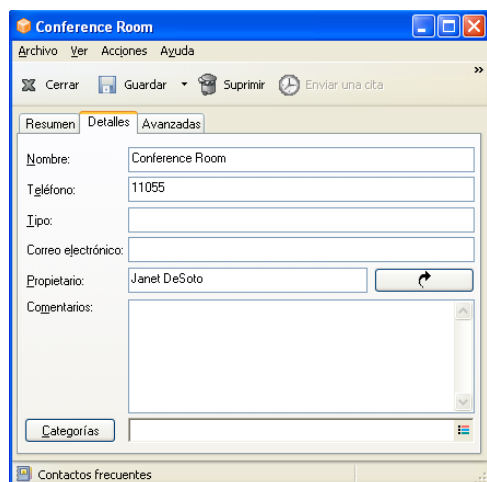 Conference Room
Archivo Ver Acciones Ayuda
Cerrar Guardar Suprimir Enviar una cita »
Resumen Detalles Avanzadas
Nombre: Conference Room
Teléfono: 11055
Tipo:
Correo electrónico:
Propietario: Janet DeSoto
Comentarios:
Categorías
Contactos frecuentes